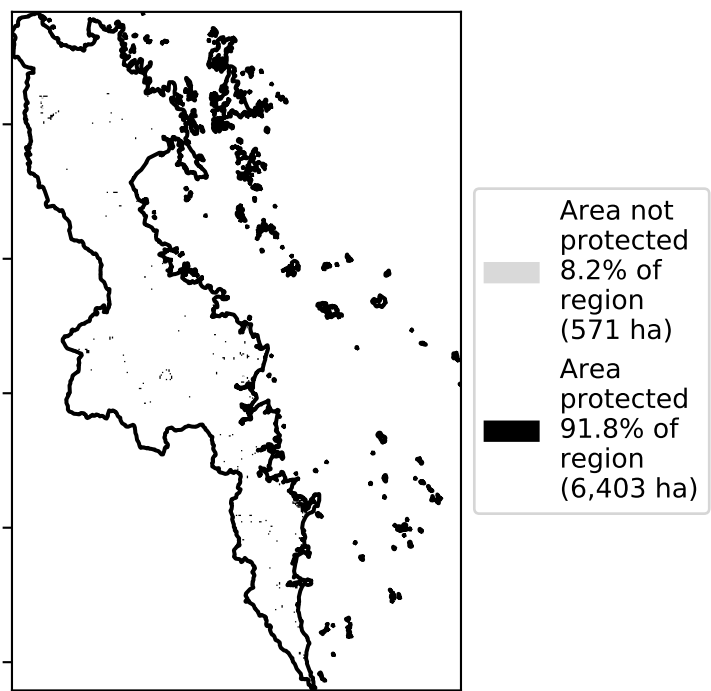 Area not
protected
8.2% of
region
(571 ha)
Area
protected
91.8% of
region
(6,403 ha)